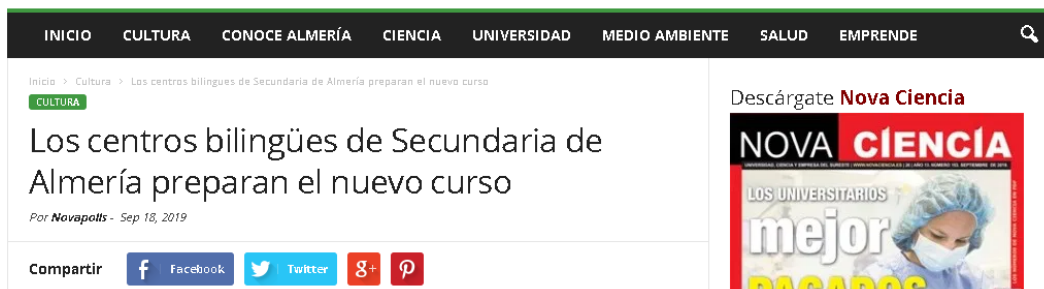 INICIO CULTURA CONOCE ALMERÍA CIENCIA UNIVERSIDAD MEDIO AMBIENTE SALUD EMPRENDE
Inicio > Cultura > Los centros bilingües de Secundaria de Almería preparan el nuevo curso
CULTURA
Los centros bilingües de Secundaria de
Almería preparan el nuevo curso
Por Novapolis - Sep 18, 2019
Compartir Facebook Twitter g+
Descárgate Nova Ciencia
NOVA CIENCIA
LOS UNIVERSITARIOS
mejor
PAGADOS